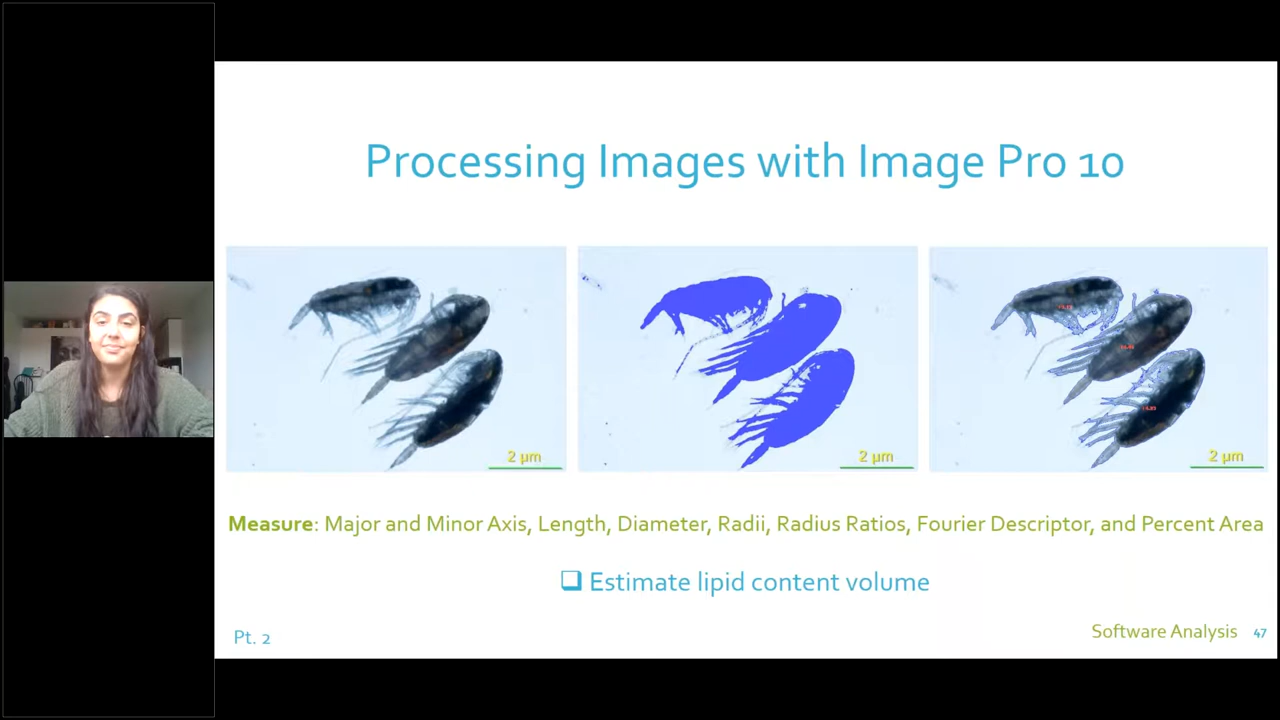 Processing Images with Image Pro 10
2 µm
2 µm
2 µm
Measure: Major and Minor Axis, Length, Diameter, Radii, Radius Ratios, Fourier Descriptor, and Percent Area
Estimate lipid content volume
Pt. 2
Software Analysis 47